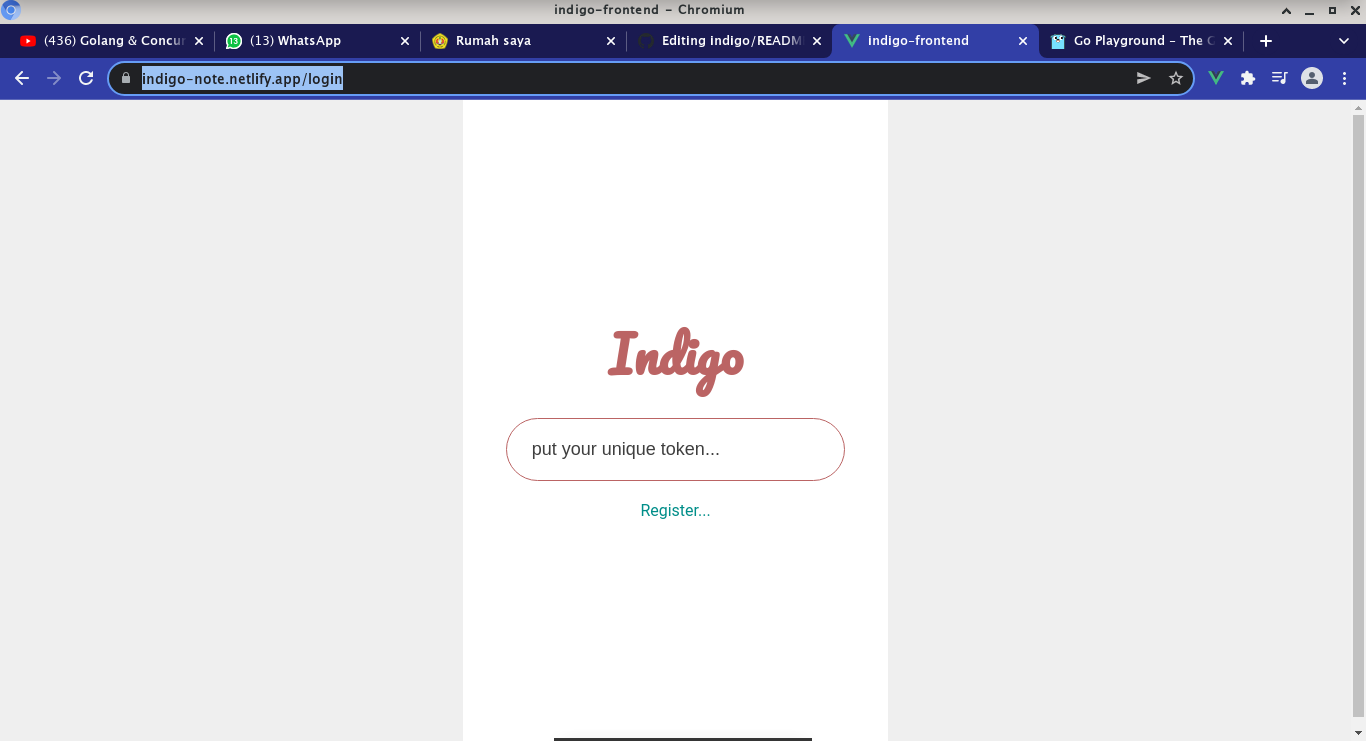 indigo-frontend - Chromium
(436) Golang & Concur
(13) WhatsApp
Rumah saya
Editing indigo/READM
indigo-frontend
Go Playground - The G
indigo-note.netlify.app/login
Indigo
put your unique token...
Register...